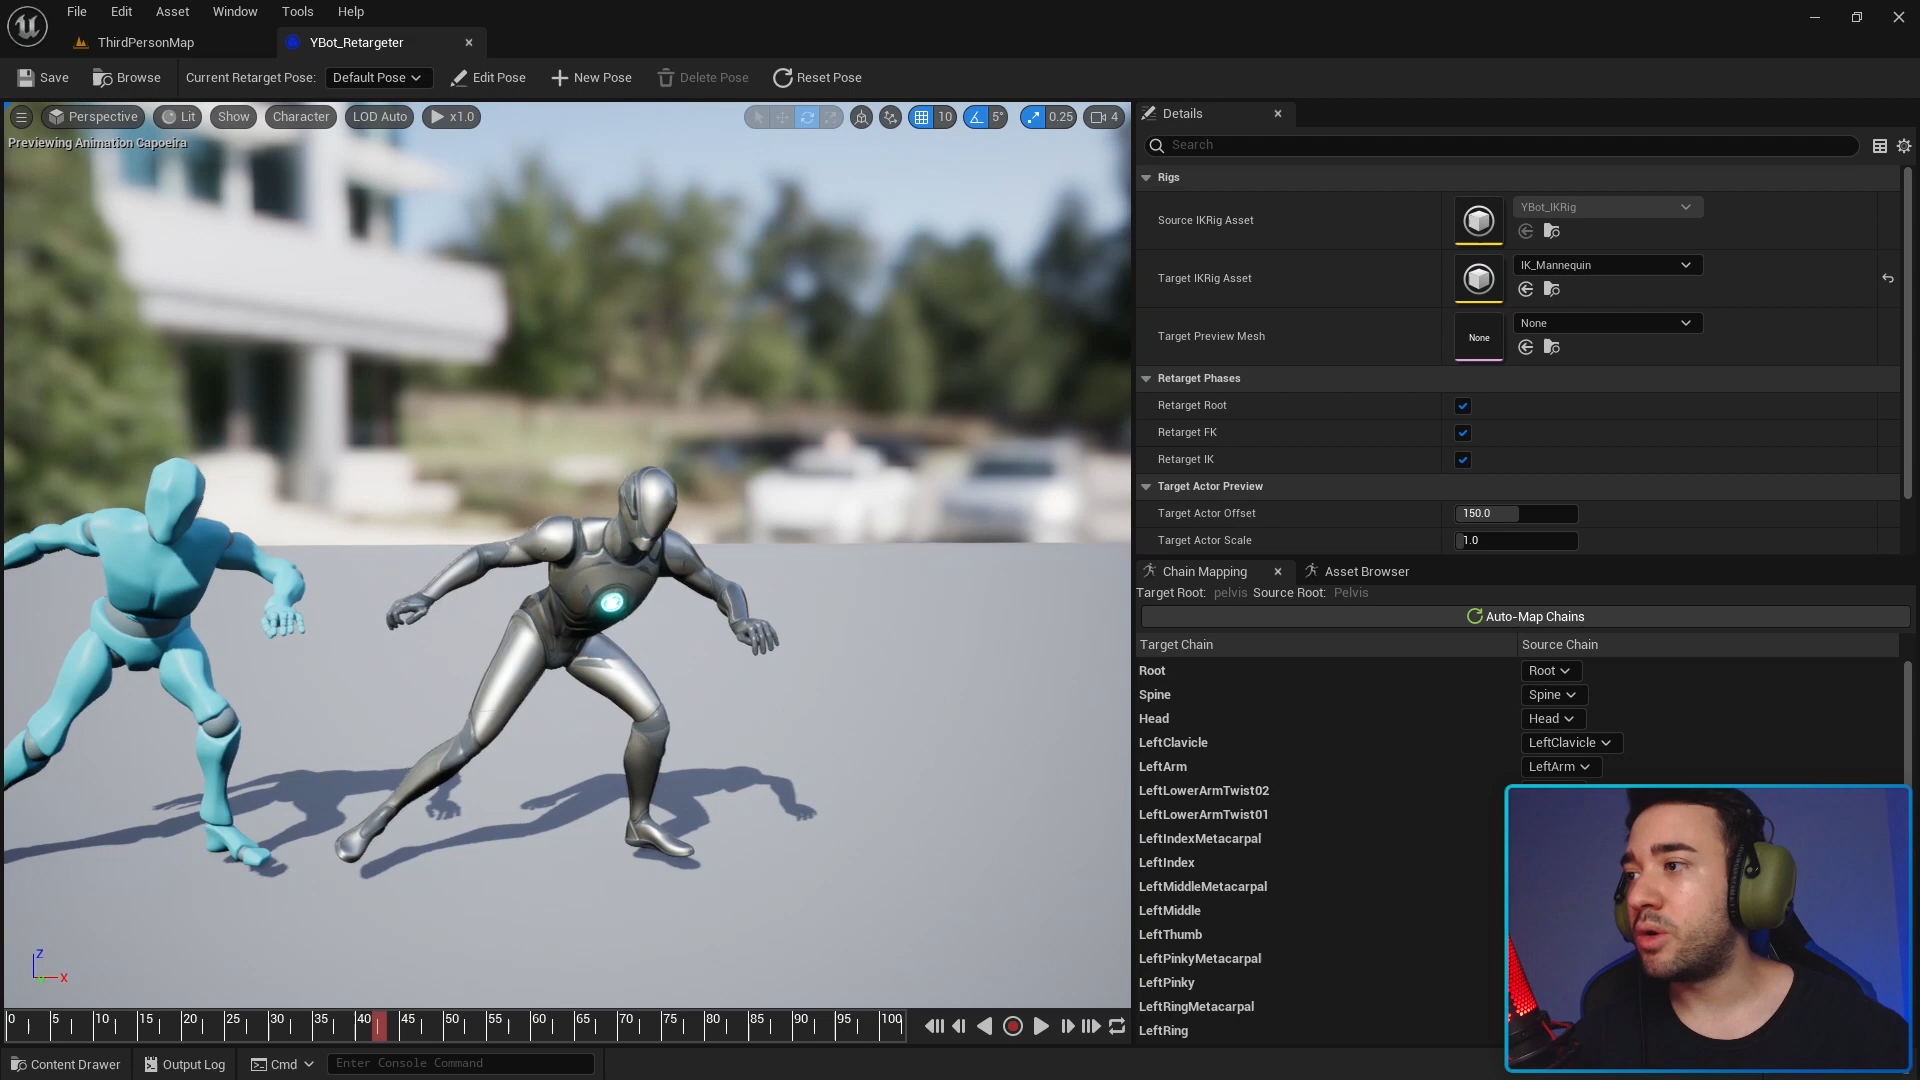 File Edit Asset Window Tools Help
ThirdPersonMap YBot_Retargeter
Save Browse Current Retarget Pose: Default Pose Edit Pose New Pose Delete Pose Reset Pose
Perspective Lit Show Character LOD Auto x1.0 10 5° 0.25 4
Previewing Animation Capoeira
Details
Search
Rigs
Source IKRig Asset YBot_IKRig
Target IKRig Asset IK_Mannequin
Target Preview Mesh None None
Retarget Phases
Retarget Root
Retarget FK
Retarget IK
Target Actor Preview
Target Actor Offset 150.0
Target Actor Scale 1.0
Chain Mapping Asset Browser
Target Root: pelvis Source Root: Pelvis
Auto-Map Chains
Target Chain Source Chain
Root Root
Spine Spine
Head Head
LeftClavicle LeftClavicle
LeftArm LeftArm
LeftLowerArmTwist02
LeftLowerArmTwist01
LeftIndexMetacarpal
LeftIndex
LeftMiddleMetacarpal
LeftMiddle
LeftThumb
LeftPinkyMetacarpal
LeftPinky
LeftRingMetacarpal
LeftRing
Z
X
0 5 10 15 20 25 30 35 40 45 50 55 60 65 70 75 80 85 90 95 100
Content Drawer Output Log Cmd Enter Console Command